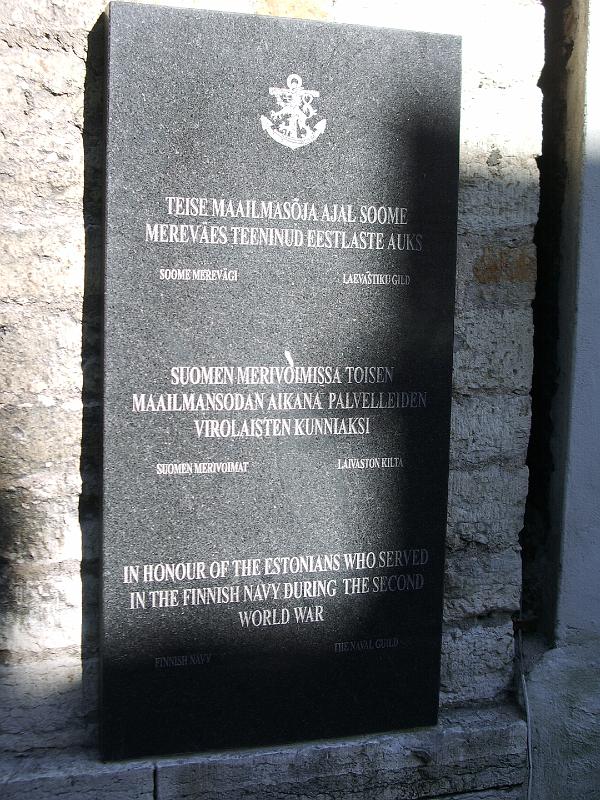 TEISE MAAILMASÕJA AJAL SOOME
MEREVÄES TEENINUD EESTLASTE AUKS
SOOME MEREVÄGI LAEVASTIKU GILD
SUOMEN MERIVOIMISSA TOISEN
MAAILMANSODAN AIKANA PALVELLEIDEN
VIROLAISTEN KUNNIAKSI
SUOMEN MERIVOIMAT LAIVASTON KILTA
IN HONOUR OF THE ESTONIANS WHO SERVED
IN THE FINNISH NAVY DURING THE SECOND
WORLD WAR
FINNISH NAVY THE NAVAL GUILD